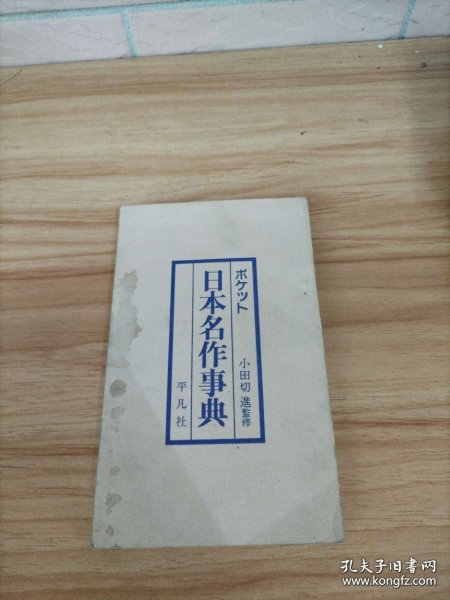 ポケット
小田切 進監修
日本名作事典
平凡社
孔夫子旧书网
www.kongfz.com